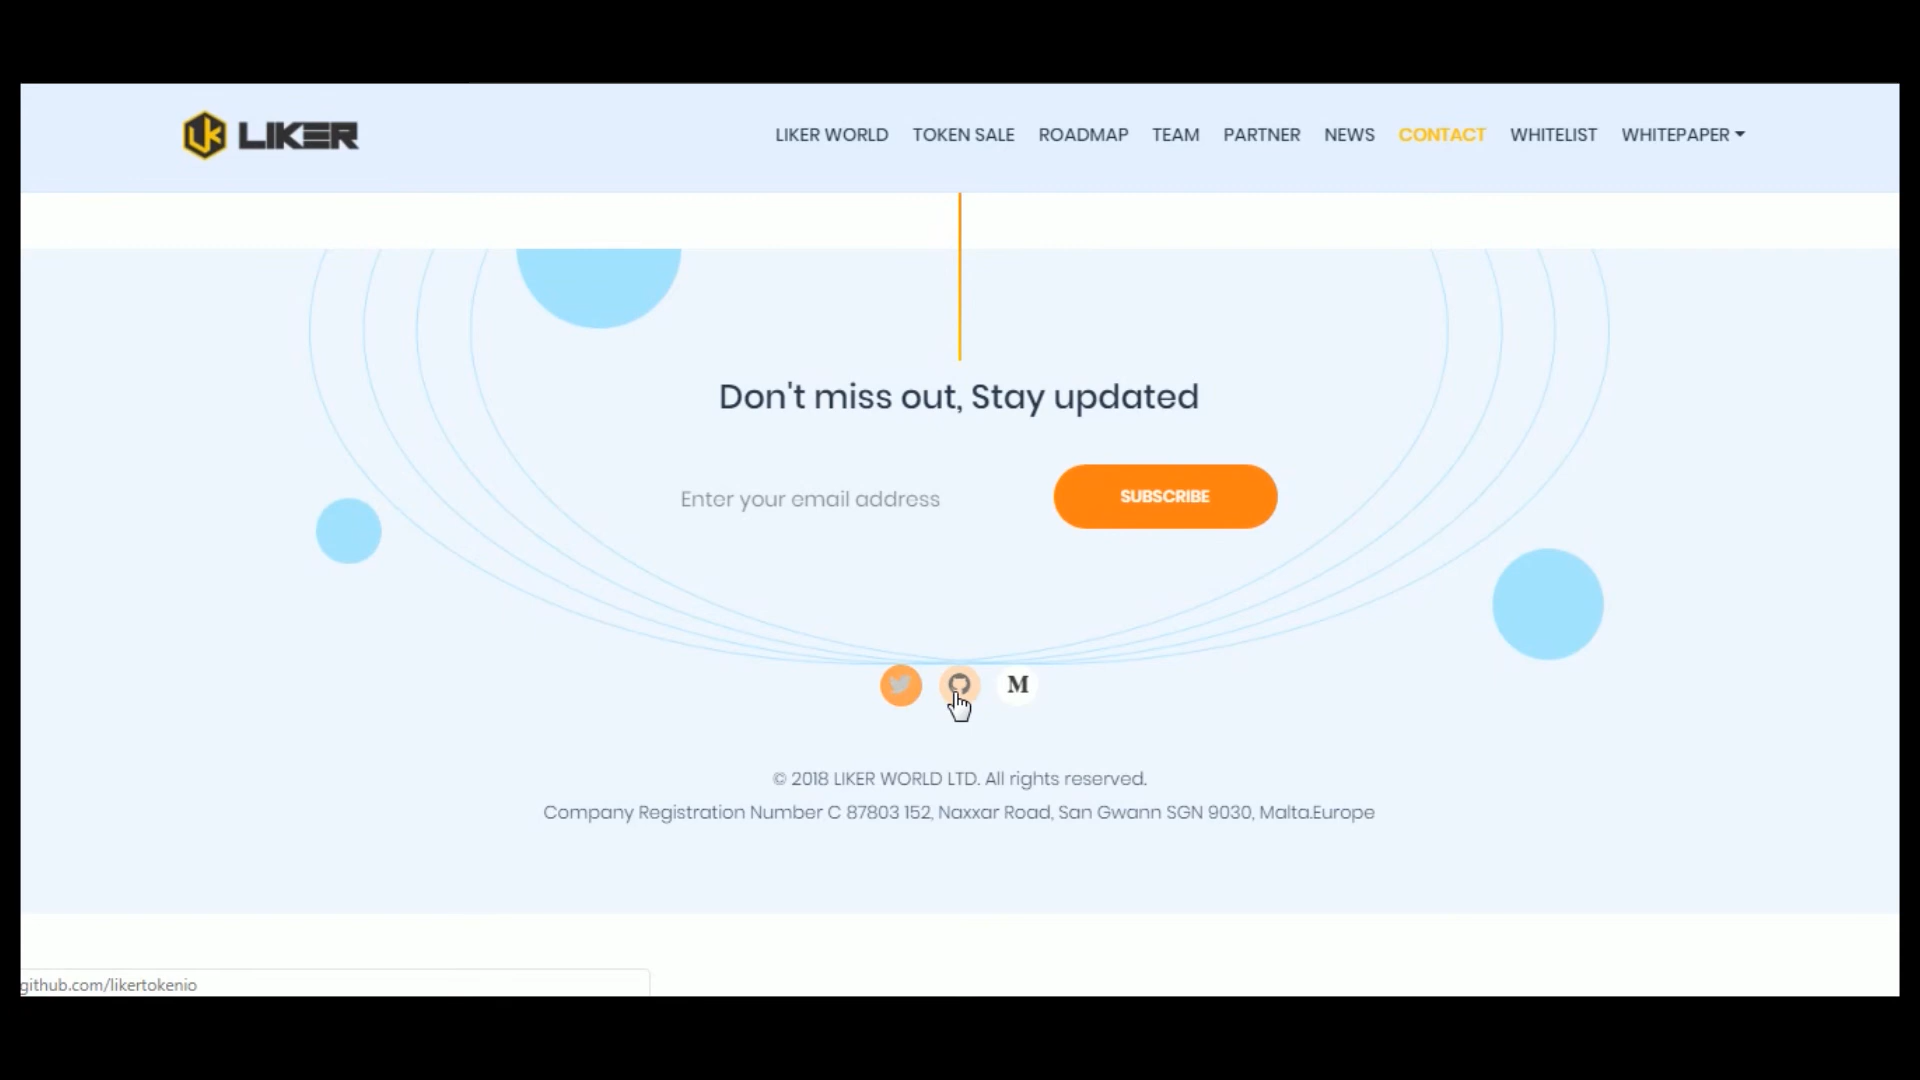 LIKER
LIKER WORLD TOKEN SALE ROADMAP TEAM PARTNER NEWS CONTACT WHITELIST WHITEPAPER
Don't miss out, Stay updated
Enter your email address
SUBSCRIBE
M
© 2018 LIKER WORLD LTD. All rights reserved.
Company Registration Number C 87803 152, Naxxar Road, San Gwann SGN 9030, Malta.Europe
github.com/likertokenio